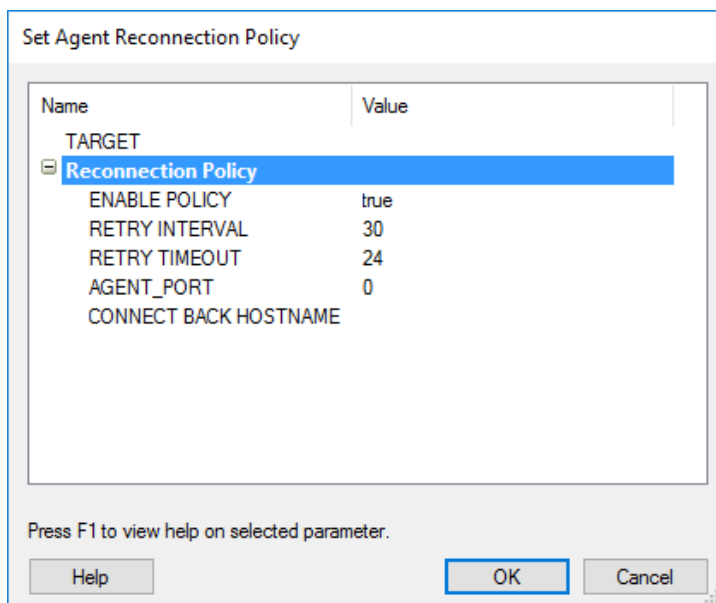 Set Agent Reconnection Policy
Name Value
TARGET
Reconnection Policy
ENABLE POLICY true
RETRY INTERVAL 30
RETRY TIMEOUT 24
AGENT_PORT 0
CONNECT BACK HOSTNAME
Press F1 to view help on selected parameter.
Help OK Cancel